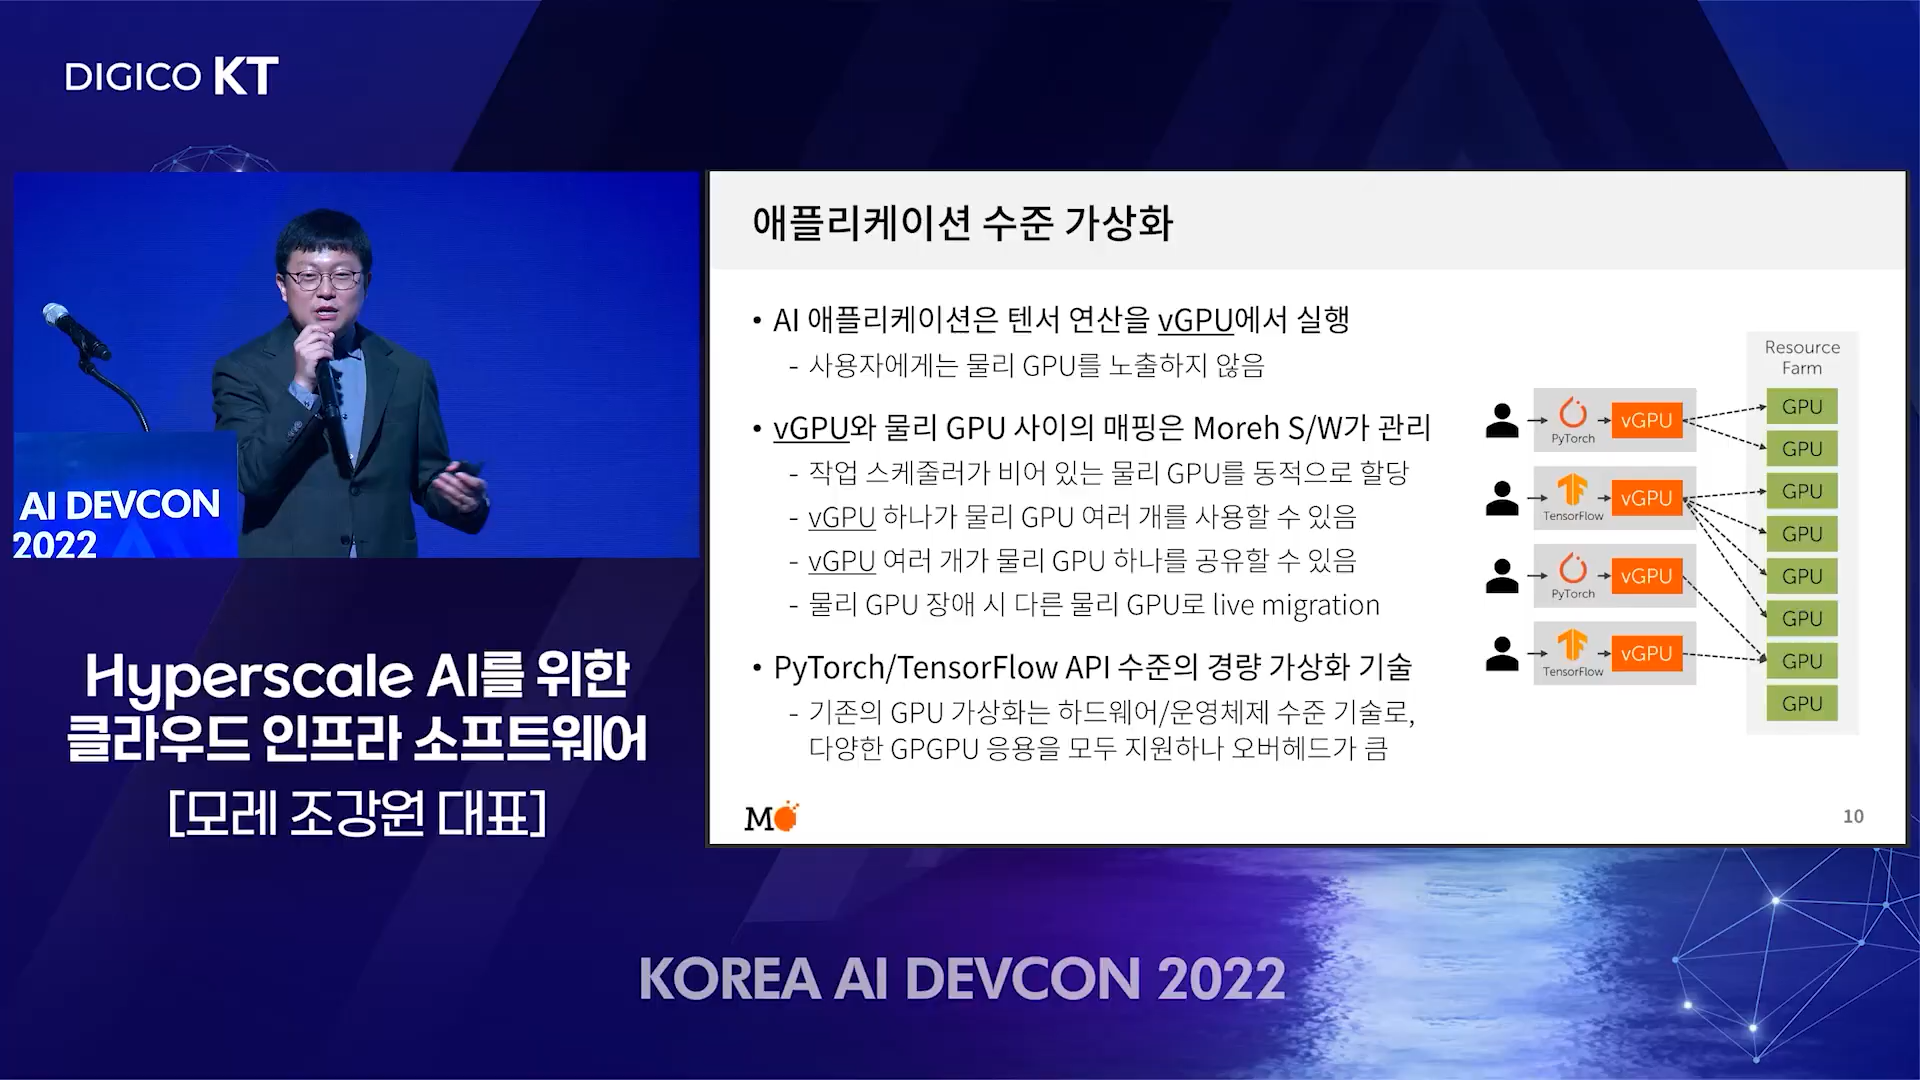 DIGICO KT
AI DEVCON
2022
Hyperscale AI를 위한
클라우드 인프라 소프트웨어
[모레 조강원 대표]
애플리케이션 수준 가상화
• AI 애플리케이션은 텐서 연산을 vGPU에서 실행
- 사용자에게는 물리 GPU를 노출하지 않음
• vGPU와 물리 GPU 사이의 매핑은 Moreh S/W가 관리
- 작업 스케줄러가 비어 있는 물리 GPU를 동적으로 할당
- vGPU 하나가 물리 GPU 여러 개를 사용할 수 있음
- vGPU 여러 개가 물리 GPU 하나를 공유할 수 있음
- 물리 GPU 장애 시 다른 물리 GPU로 live migration
• PyTorch/TensorFlow API 수준의 경량 가상화 기술
- 기존의 GPU 가상화는 하드웨어/운영체제 수준 기술로,
다양한 GPGPU 응용을 모두 지원하나 오버헤드가 큼
PyTorch
vGPU
TensorFlow
vGPU
PyTorch
vGPU
TensorFlow
vGPU
Resource
Farm
GPU
GPU
GPU
GPU
GPU
GPU
GPU
GPU
MO
10
KOREA AI DEVCON 2022